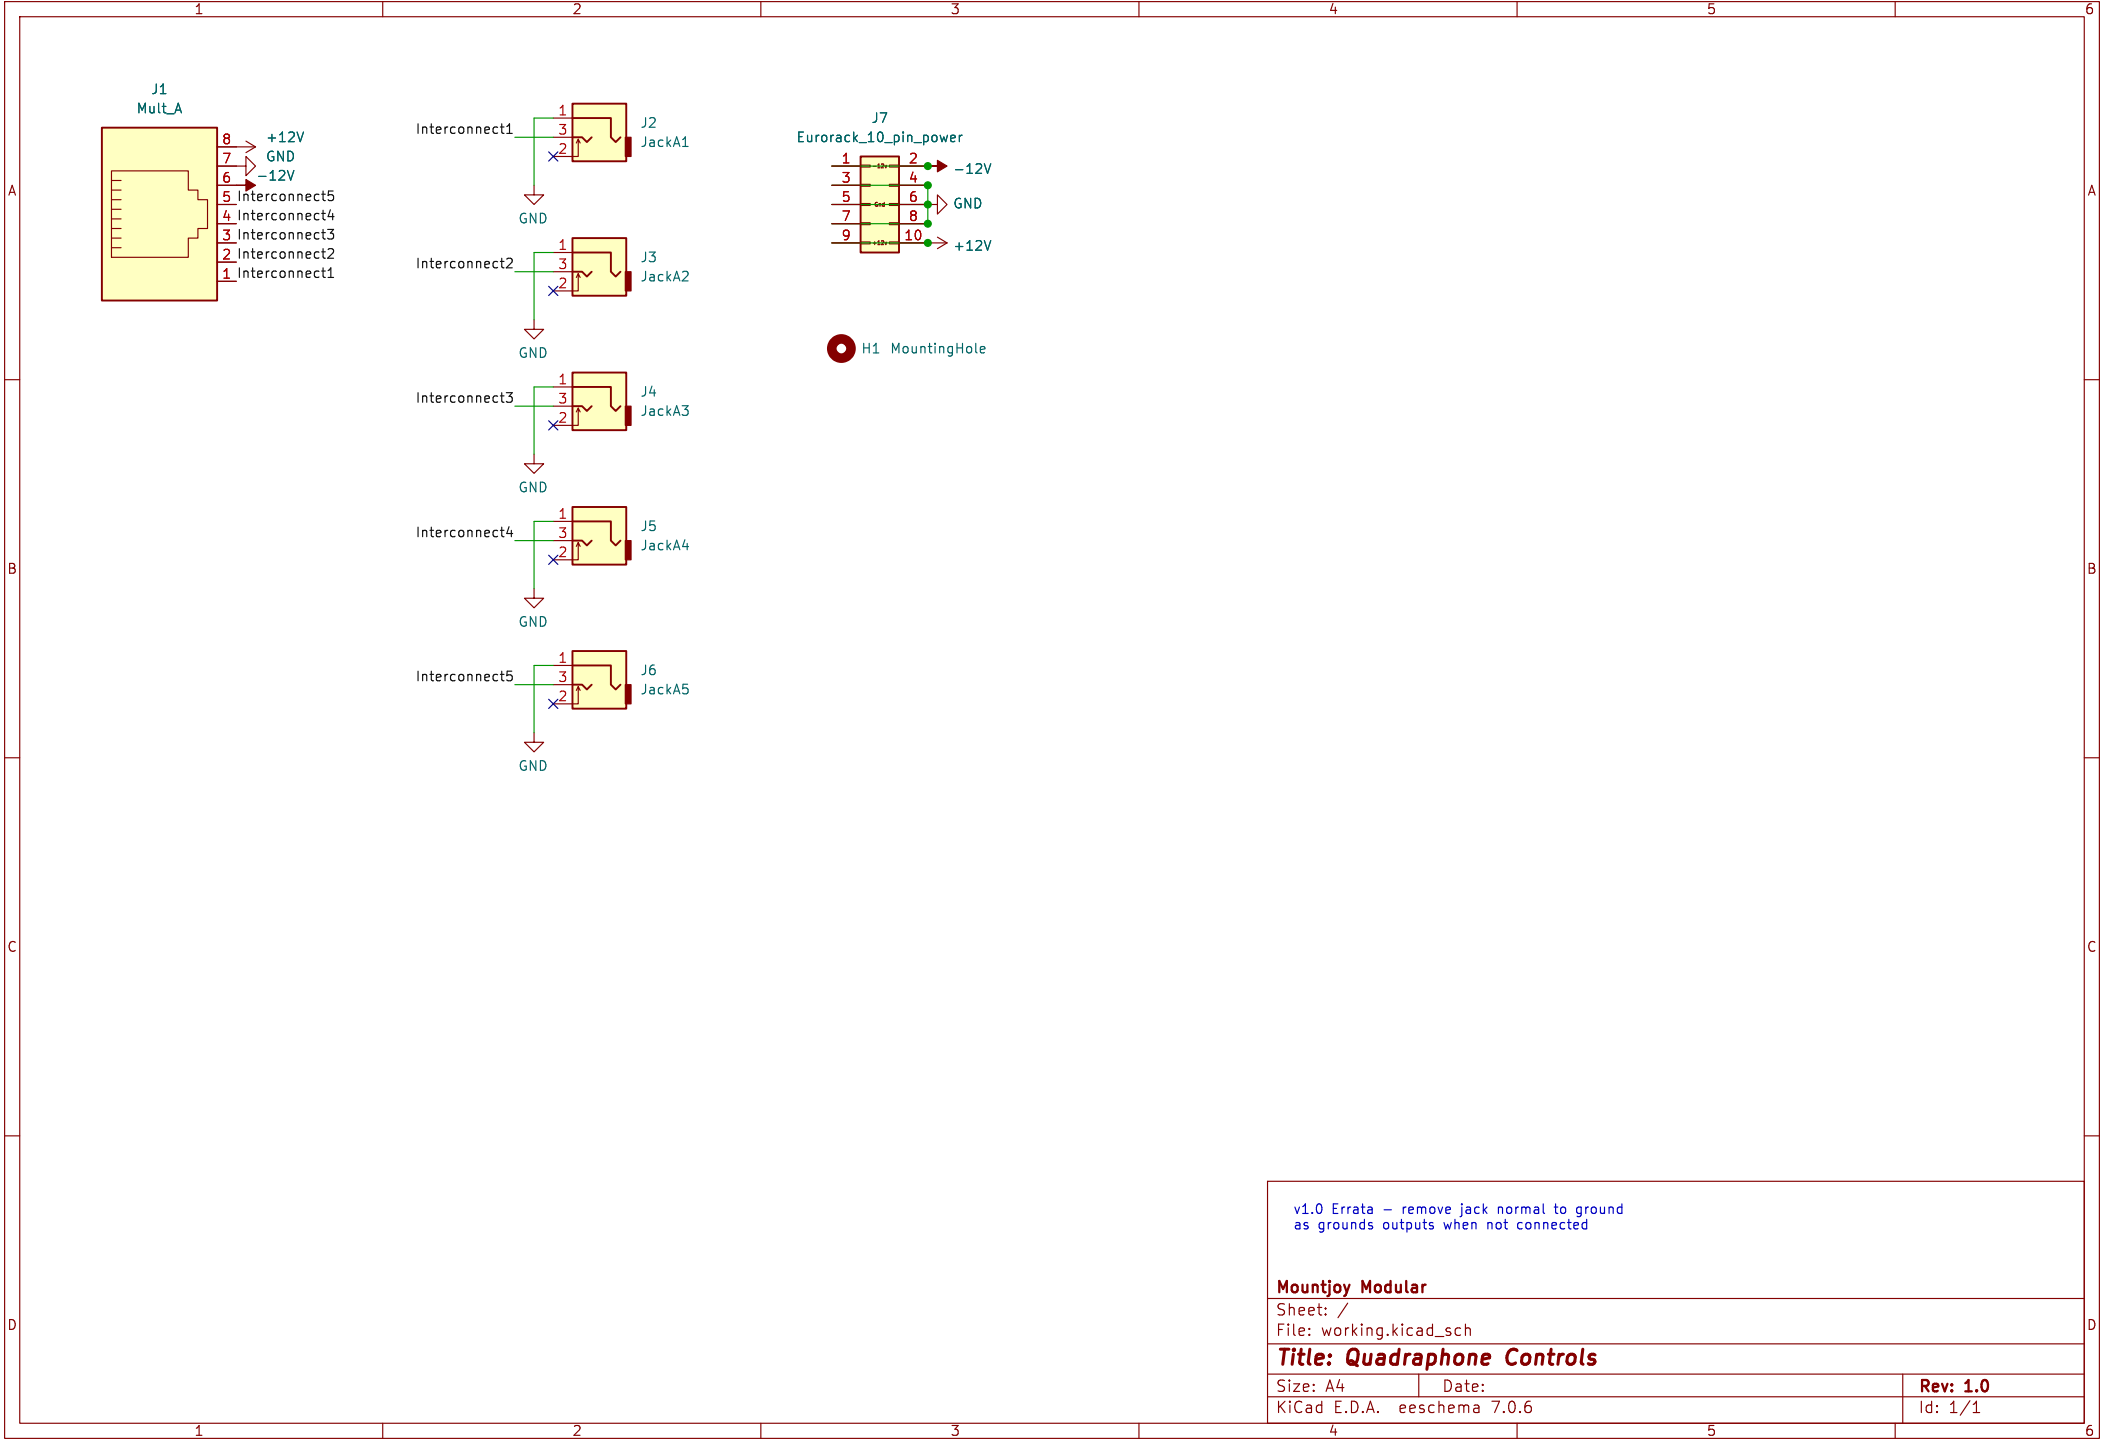 1 2 3 4 5 6
J1
Mult_A
8 +12V
7 GND
6 -12V
5 Interconnect5
4 Interconnect4
3 Interconnect3
2 Interconnect2
1 Interconnect1
Interconnect1
1
3
2
J2
JackA1
GND
Interconnect2
1
3
2
J3
JackA2
GND
Interconnect3
1
3
2
J4
JackA3
GND
Interconnect4
1
3
2
J5
JackA4
GND
Interconnect5
1
3
2
J6
JackA5
GND
J7
Eurorack_10_pin_power
1 -12v 2 -12V
3 4
5 Gnd 6 GND
7 8
9 +12v 10 +12V
H1 MountingHole
A A
B B
C C
D D
v1.0 Errata - remove jack normal to ground
as grounds outputs when not connected
Mountjoy Modular
Sheet: /
File: working.kicad_sch
Title: Quadraphone Controls
Size: A4 Date: Rev: 1.0
KiCad E.D.A. eeschema 7.0.6 Id: 1/1
1 2 3 4 5 6